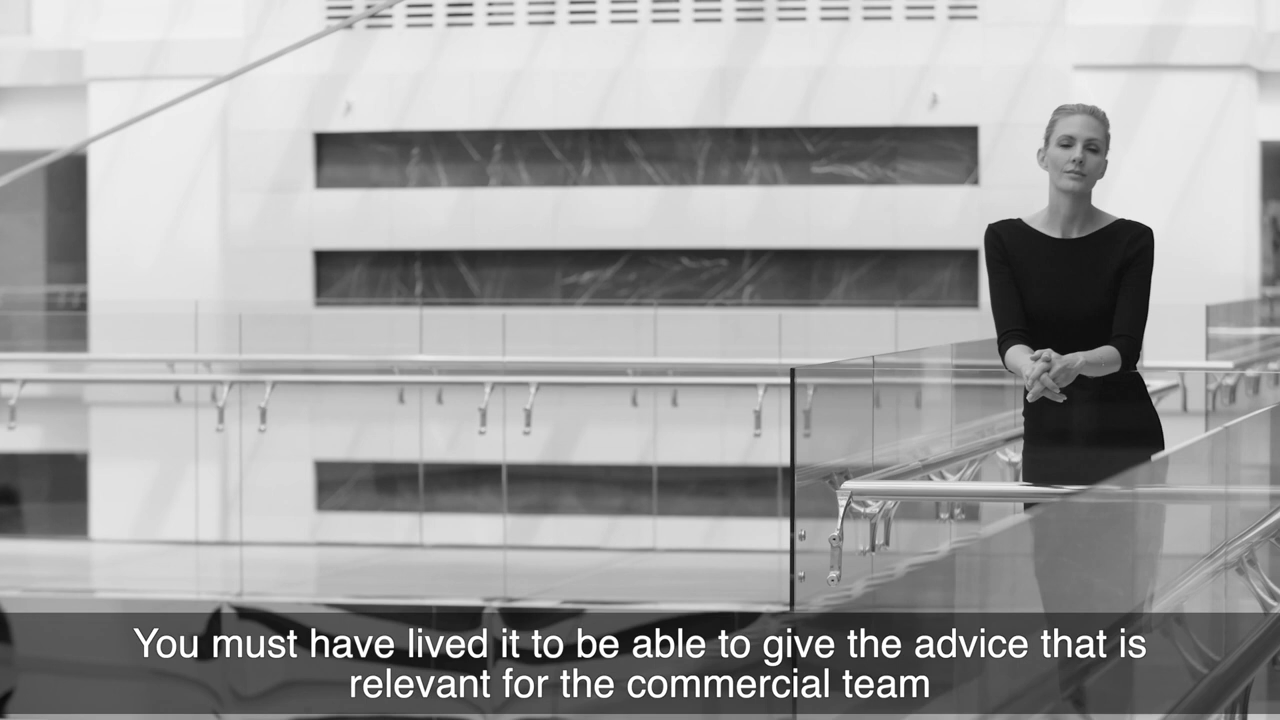 You must have lived it to be able to give the advice that is
relevant for the commercial team